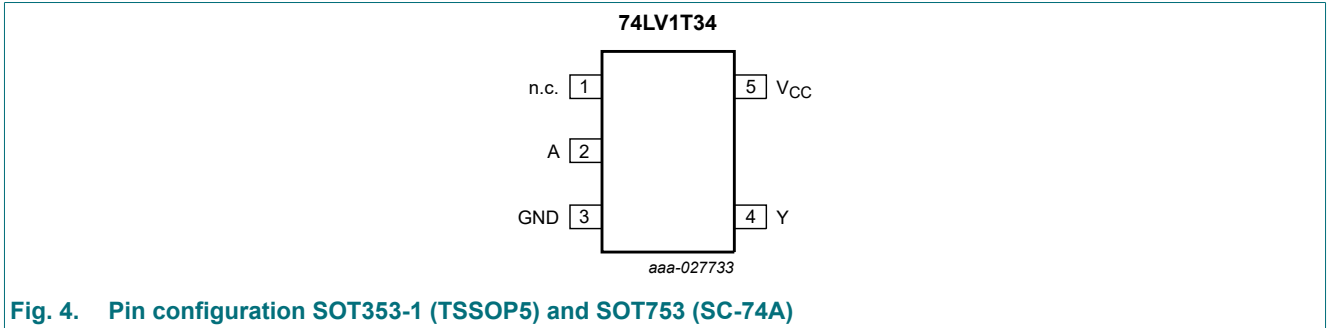 74LV1T34
n.c. 1
5 VCC
A 2
GND 3
4 Y
aaa-027733
Fig. 4. Pin configuration SOT353-1 (TSSOP5) and SOT753 (SC-74A)